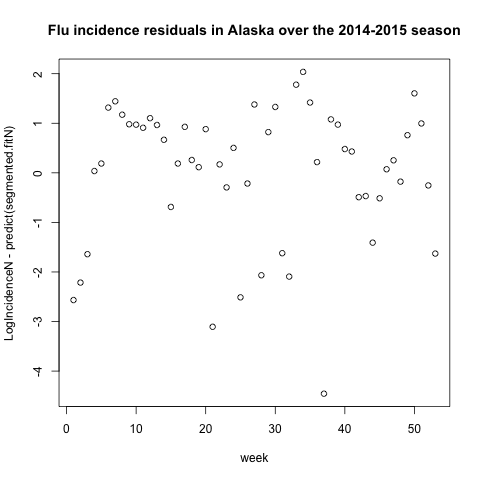 Flu incidence residuals in Alaska over the 2014-2015 season
LogIncidenceN - predict(segmented.fitN)
2
1
0
-1
-2
-3
-4
0 10 20 30 40 50
week